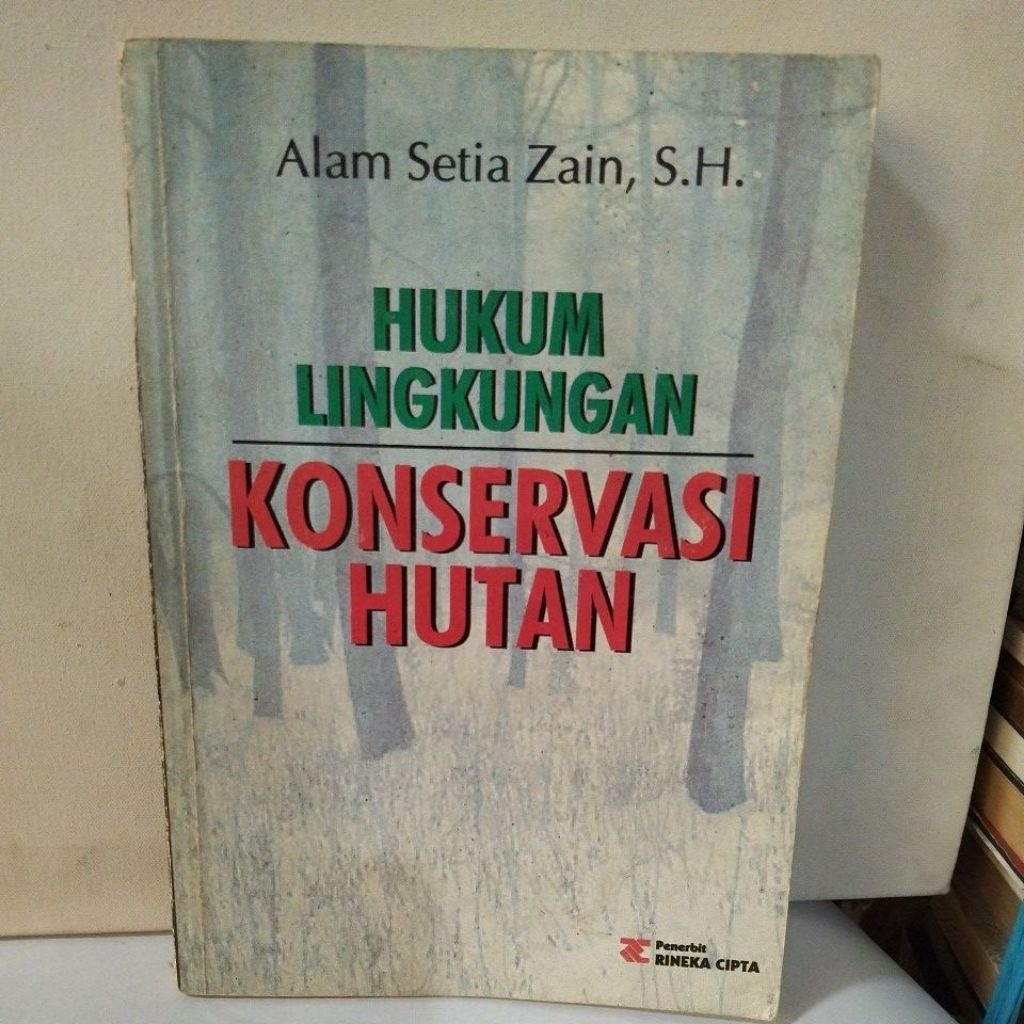 Alam Setia Zain, S.H.
HUKUM
LINGKUNGAN
KONSERVASI
HUTAN
Penerbit
RINEKA CIPTA